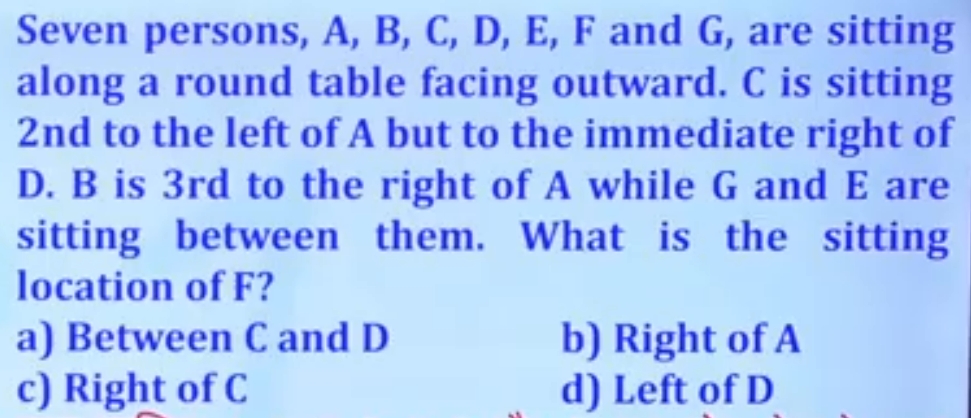 Seven persons, A, B, C, D, E, F and G, are sitting
along a round table facing outward. C is sitting
2nd to the left of A but to the immediate right of
D. B is 3rd to the right of A while G and E are
sitting between them. What is the sitting
location of F?
a) Between C and D b) Right of A
c) Right of C d) Left of D